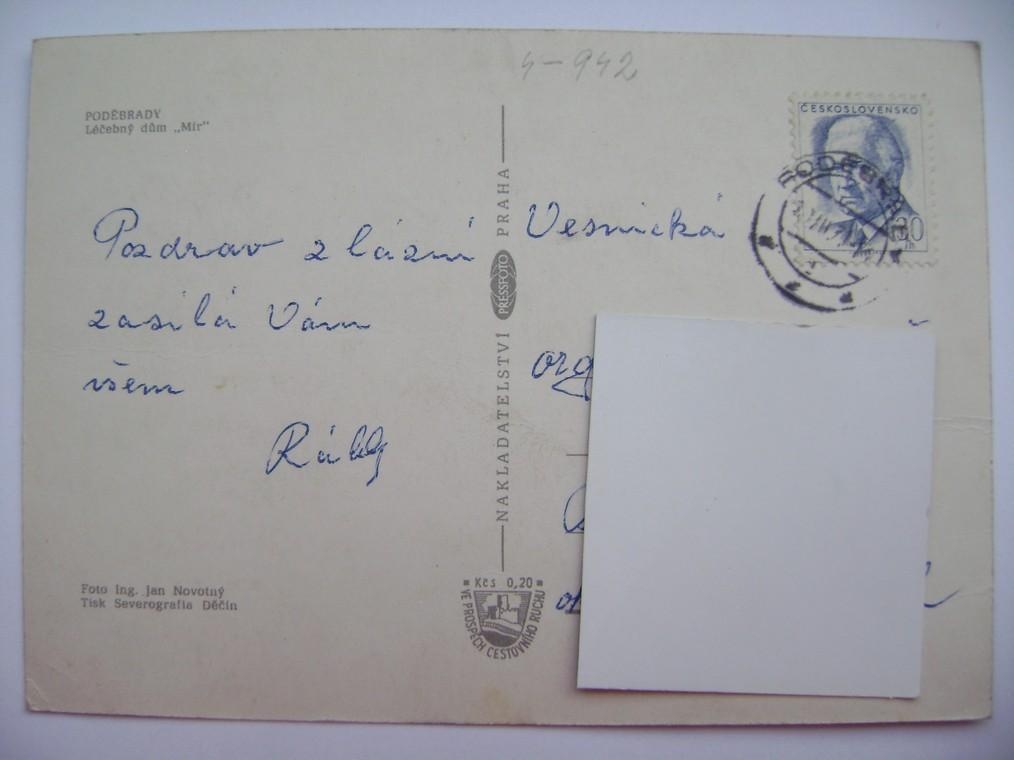 4-942
PODĚBRADY
Léčebný dům „Mír"
ČESKOSLOVENSKO
30
Pozdrav z lázní
zasílá Vám
všem
Vesnická
org
NAKLADATELSTVÍ PRESSFOTO PRAHA
Foto Ing. Jan Novotný
Tisk Severografia Děčín
Kčs 0,20
VE PROSPĚCH CESTOVNÍHO RUCHU